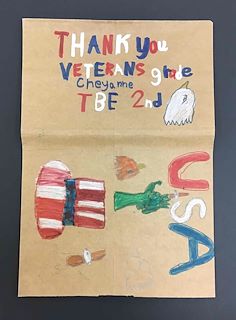 THANK you
VETERANS grade
Cheyanne
TBE 2nd
USA